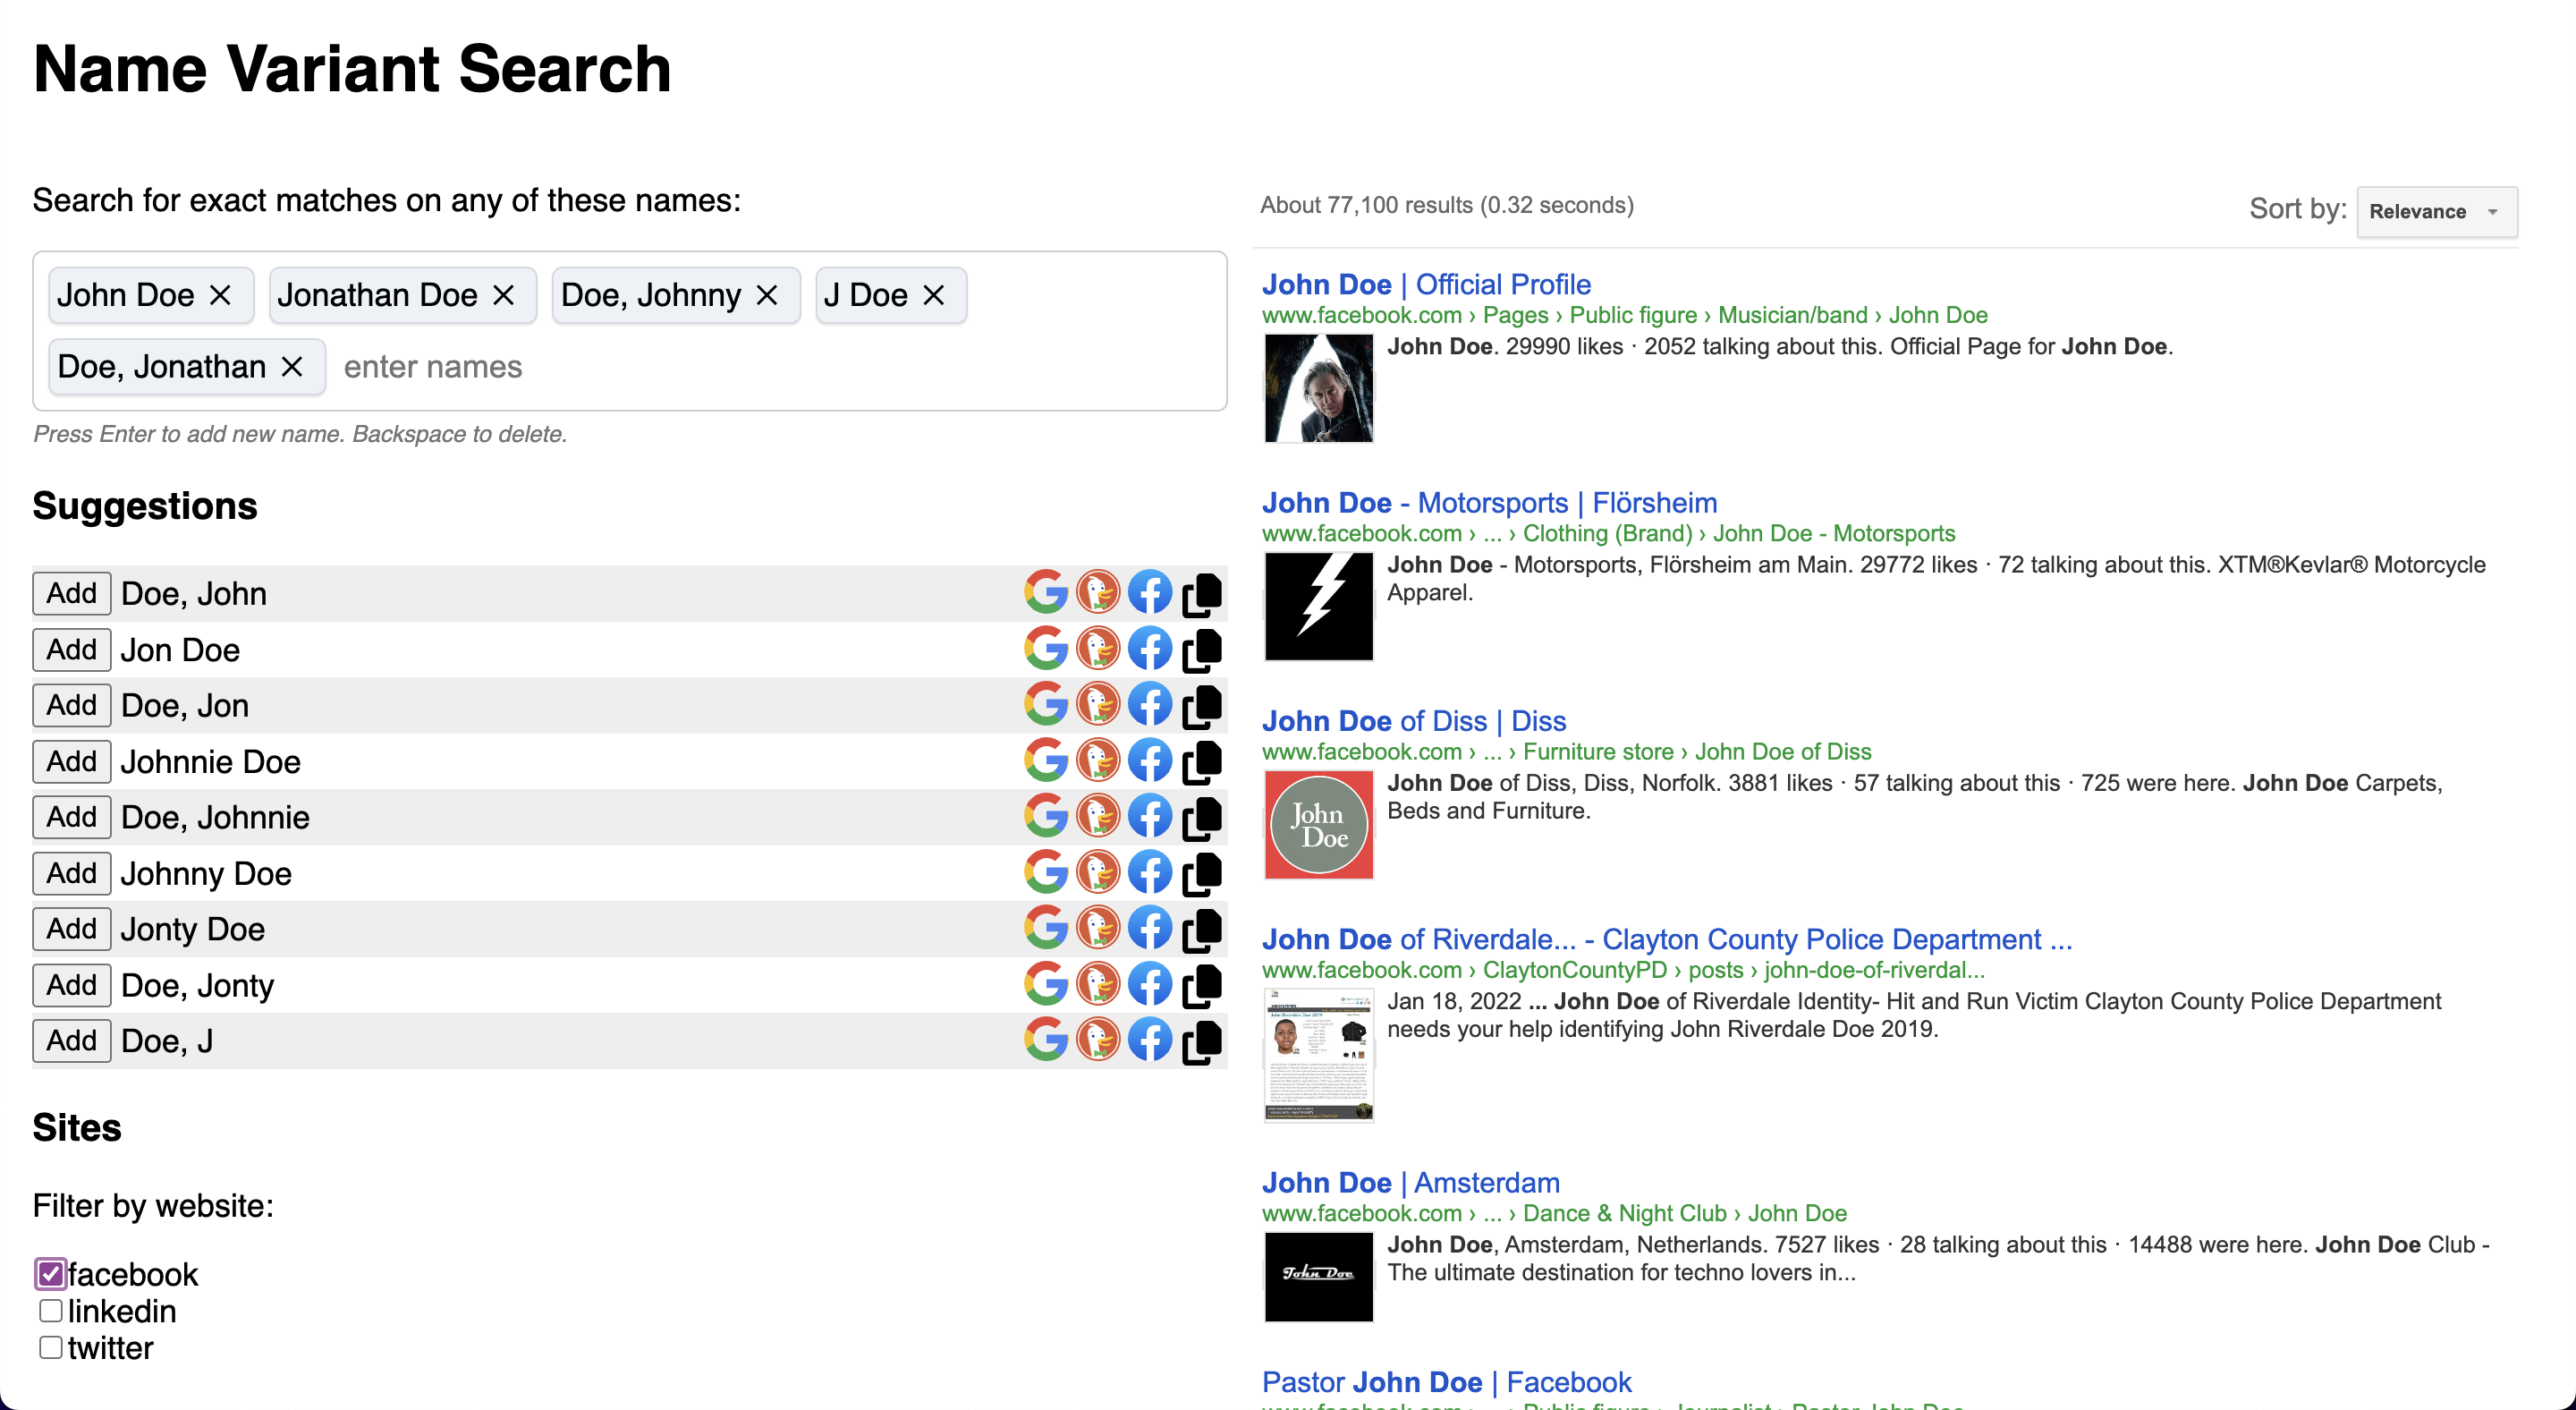 Name Variant Search
Search for exact matches on any of these names:
John Doe
Jonathan Doe
Doe, Johnny
J Doe
Doe, Jonathan
enter names
Press Enter to add new name. Backspace to delete.
Suggestions
Add Doe, John
Add Jon Doe
Add Doe, Jon
Add Johnnie Doe
Add Doe, Johnnie
Add Johnny Doe
Add Jonty Doe
Add Doe, Jonty
Add Doe, J
Sites
Filter by website:
facebook
linkedin
twitter
About 77,100 results (0.32 seconds)
Sort by: Relevance
John Doe | Official Profile
www.facebook.com › Pages › Public figure › Musician/band › John Doe
John Doe. 29990 likes · 2052 talking about this. Official Page for John Doe.
John Doe - Motorsports | Flörsheim
www.facebook.com › ... › Clothing (Brand) › John Doe - Motorsports
John Doe - Motorsports, Flörsheim am Main. 29772 likes · 72 talking about this. XTM®Kevlar® Motorcycle
Apparel.
John Doe of Diss | Diss
www.facebook.com › ... › Furniture store › John Doe of Diss
John Doe of Diss, Diss, Norfolk. 3881 likes · 57 talking about this · 725 were here. John Doe Carpets,
Beds and Furniture.
John
Doe
John Doe of Riverdale... - Clayton County Police Department ...
www.facebook.com › ClaytonCountyPD › posts › john-doe-of-riverdal...
Jan 18, 2022 ... John Doe of Riverdale Identity- Hit and Run Victim Clayton County Police Department
needs your help identifying John Riverdale Doe 2019.
John Doe | Amsterdam
www.facebook.com › ... › Dance & Night Club › John Doe
John Doe, Amsterdam, Netherlands. 7527 likes · 28 talking about this · 14488 were here. John Doe Club -
The ultimate destination for techno lovers in...
John Doe
Pastor John Doe | Facebook
www.facebook.com › ... › Public figure › Journalist › Pastor John Doe